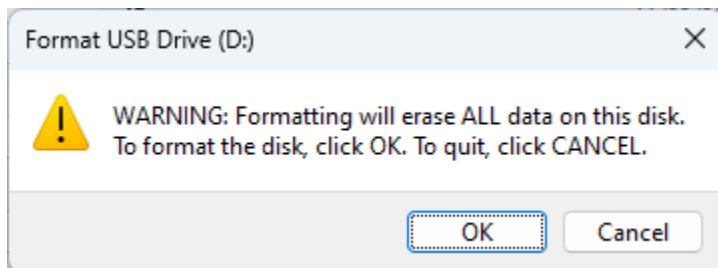 Format USB Drive (D:)
WARNING: Formatting will erase ALL data on this disk.
To format the disk, click OK. To quit, click CANCEL.
OK
Cancel